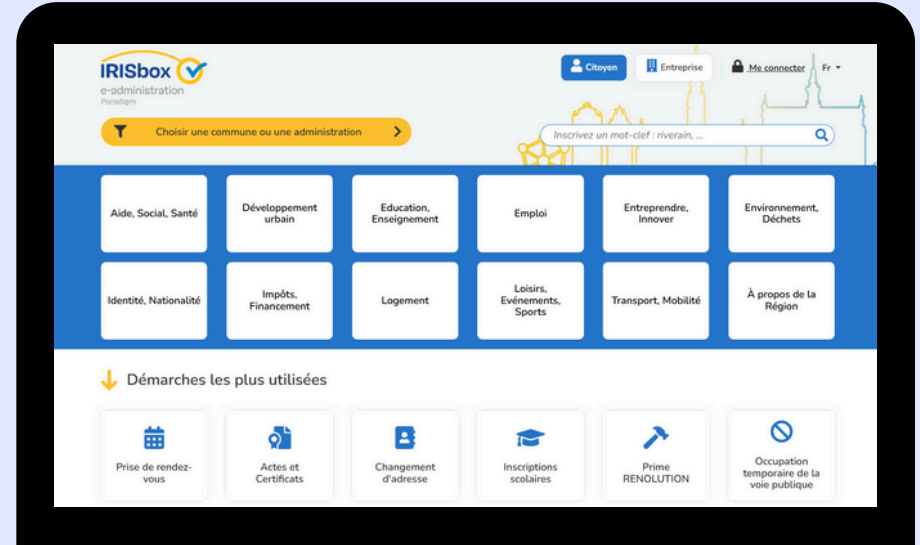 IRISbox
e-administration
Paradigm
Citoyen
Entreprise
Me connecter
Fr
Choisir une commune ou une administration
Inscrivez un mot-clef : riverain, ...
Aide, Social, Santé
Développement
urbain
Education,
Enseignement
Emploi
Entreprendre,
Innover
Environnement,
Déchets
Identité, Nationalité
Impôts,
Financement
Logement
Loisirs,
Evénements,
Sports
Transport, Mobilité
À propos de la
Région
Démarches les plus utilisées
Prise de rendez-
vous
Actes et
Certificats
Changement
d'adresse
Inscriptions
scolaires
Prime
RENOLUTION
Occupation
temporaire de la
voie publique